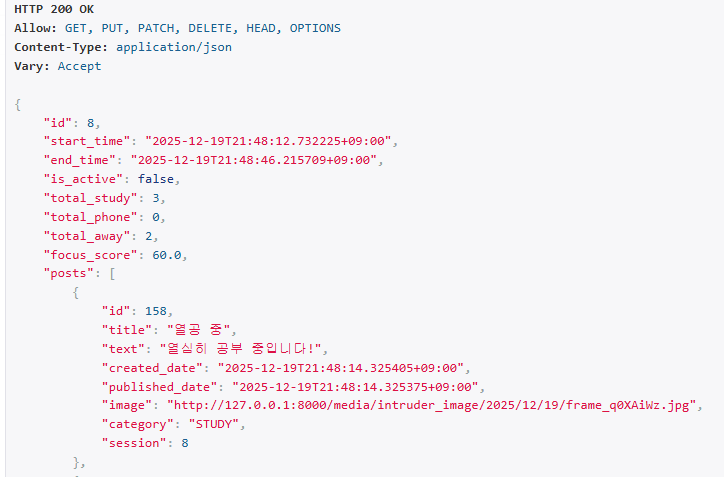 HTTP 200 OK
Allow: GET, PUT, PATCH, DELETE, HEAD, OPTIONS
Content-Type: application/json
Vary: Accept
{
"id": 8,
"start_time": "2025-12-19T21:48:12.732225+09:00",
"end_time": "2025-12-19T21:48:46.215709+09:00",
"is_active": false,
"total_study": 3,
"total_phone": 0,
"total_away": 2,
"focus_score": 60.0,
"posts": [
{
"id": 158,
"title": "열공 중",
"text": "열심히 공부 중입니다!",
"created_date": "2025-12-19T21:48:14.325405+09:00",
"published_date": "2025-12-19T21:48:14.325375+09:00",
"image": "http://127.0.0.1:8000/media/intruder_image/2025/12/19/frame_q0XAiWz.jpg",
"category": "STUDY",
"session": 8
},